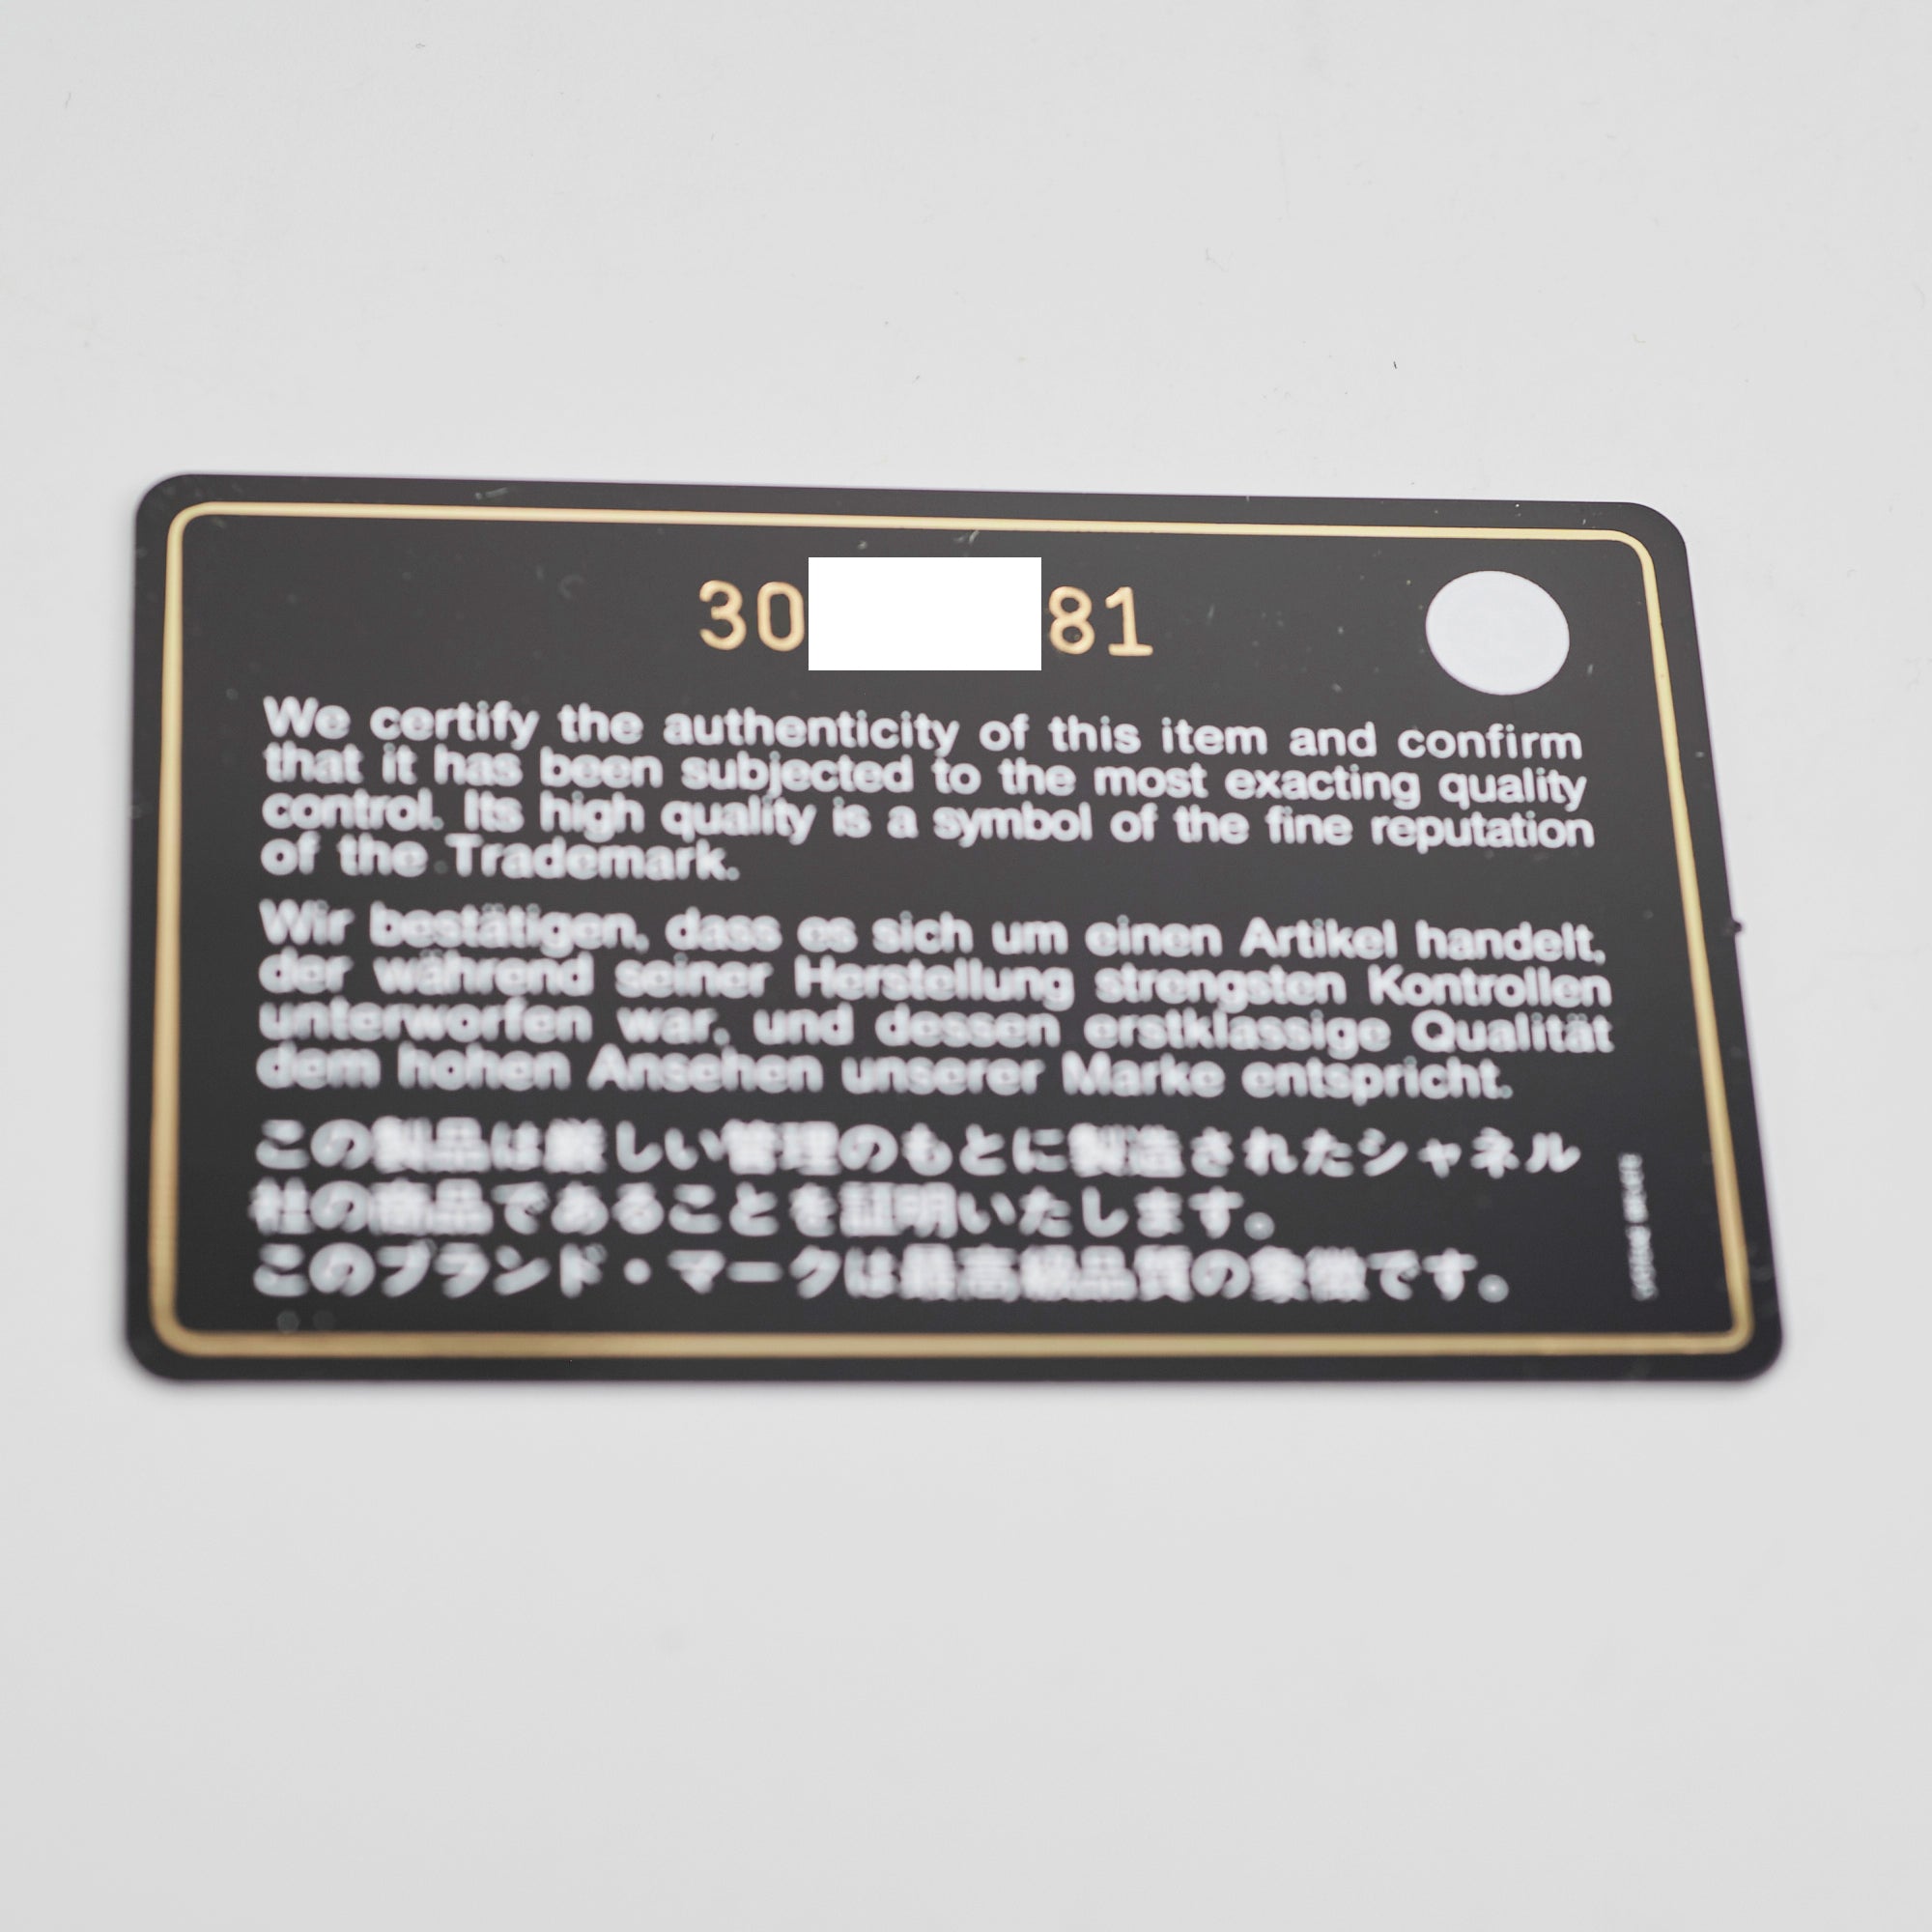 30 81
We certify the authenticity of this item and confirm
that it has been subjected to the most exacting quality
control. Its high quality is a symbol of the fine reputation
of the Trademark.
Wir bestätigen, dass es sich um einen Artikel handelt,
der während seiner Herstellung strengsten Kontrollen
unterworfen war, und dessen erstklassige Qualität
dem hohen Ansehen unserer Marke entspricht.
この製品は厳しい管理のもとに製造されたシャネル
社の商品であることを証明いたします。
このブランド・マークは最高級品質の象徴です。